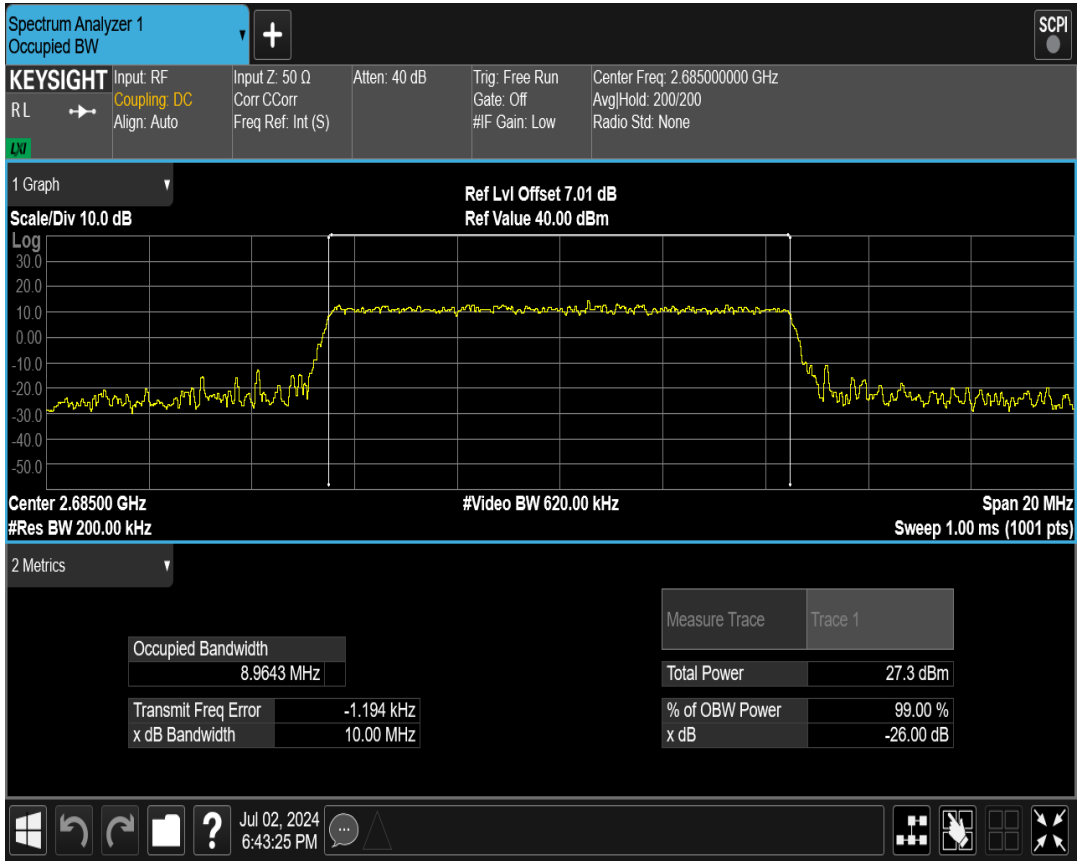 Spectrum Analyzer 1
Occupied BW
+
SCPI
KEYSIGHT
R L
LXI
Input: RF
Coupling: DC
Align: Auto
Input Z: 50 Ω
Corr CCorr
Freq Ref: Int (S)
Atten: 40 dB
Trig: Free Run
Gate: Off
#IF Gain: Low
Center Freq: 2.685000000 GHz
Avg|Hold: 200/200
Radio Std: None
1 Graph
Scale/Div 10.0 dB
Ref Lvl Offset 7.01 dB
Ref Value 40.00 dBm
Log
30.0
20.0
10.0
0.00
-10.0
-20.0
-30.0
-40.0
-50.0
Center 2.68500 GHz
#Res BW 200.00 kHz
#Video BW 620.00 kHz
Span 20 MHz
Sweep 1.00 ms (1001 pts)
2 Metrics
Occupied Bandwidth
8.9643 MHz
Transmit Freq Error -1.194 kHz
x dB Bandwidth 10.00 MHz
Measure Trace Trace 1
Total Power 27.3 dBm
% of OBW Power 99.00 %
x dB -26.00 dB
?
Jul 02, 2024
6:43:25 PM